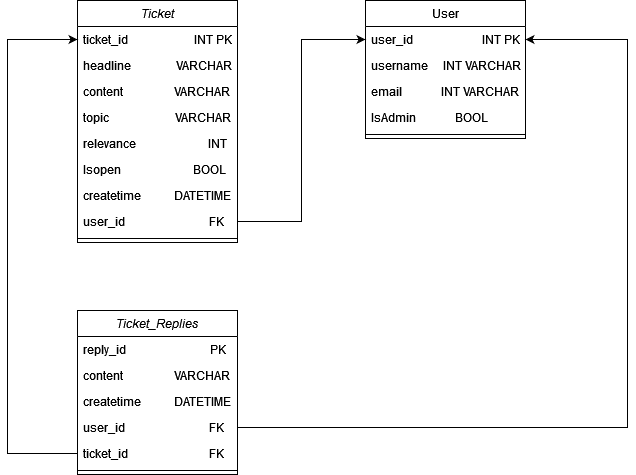 Ticket
ticket_id INT PK
headline VARCHAR
content VARCHAR
topic VARCHAR
relevance INT
Isopen BOOL
createtime DATETIME
user_id FK
User
user_id INT PK
username INT VARCHAR
email INT VARCHAR
IsAdmin BOOL
Ticket_Replies
reply_id PK
content VARCHAR
createtime DATETIME
user_id FK
ticket_id FK